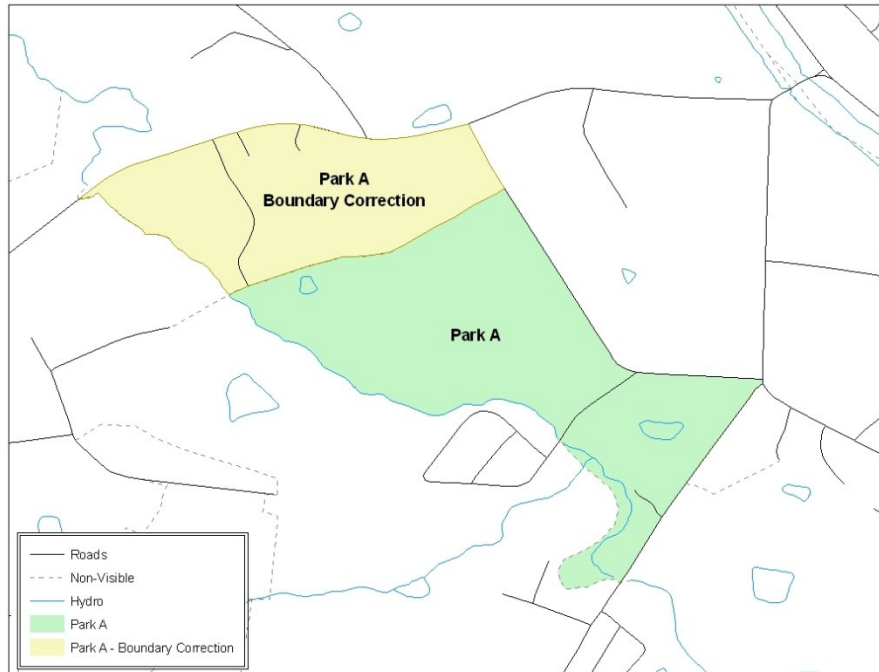 Park A
Boundary Correction
Park A
Roads
Non-Visible
Hydro
Park A
Park A - Boundary Correction